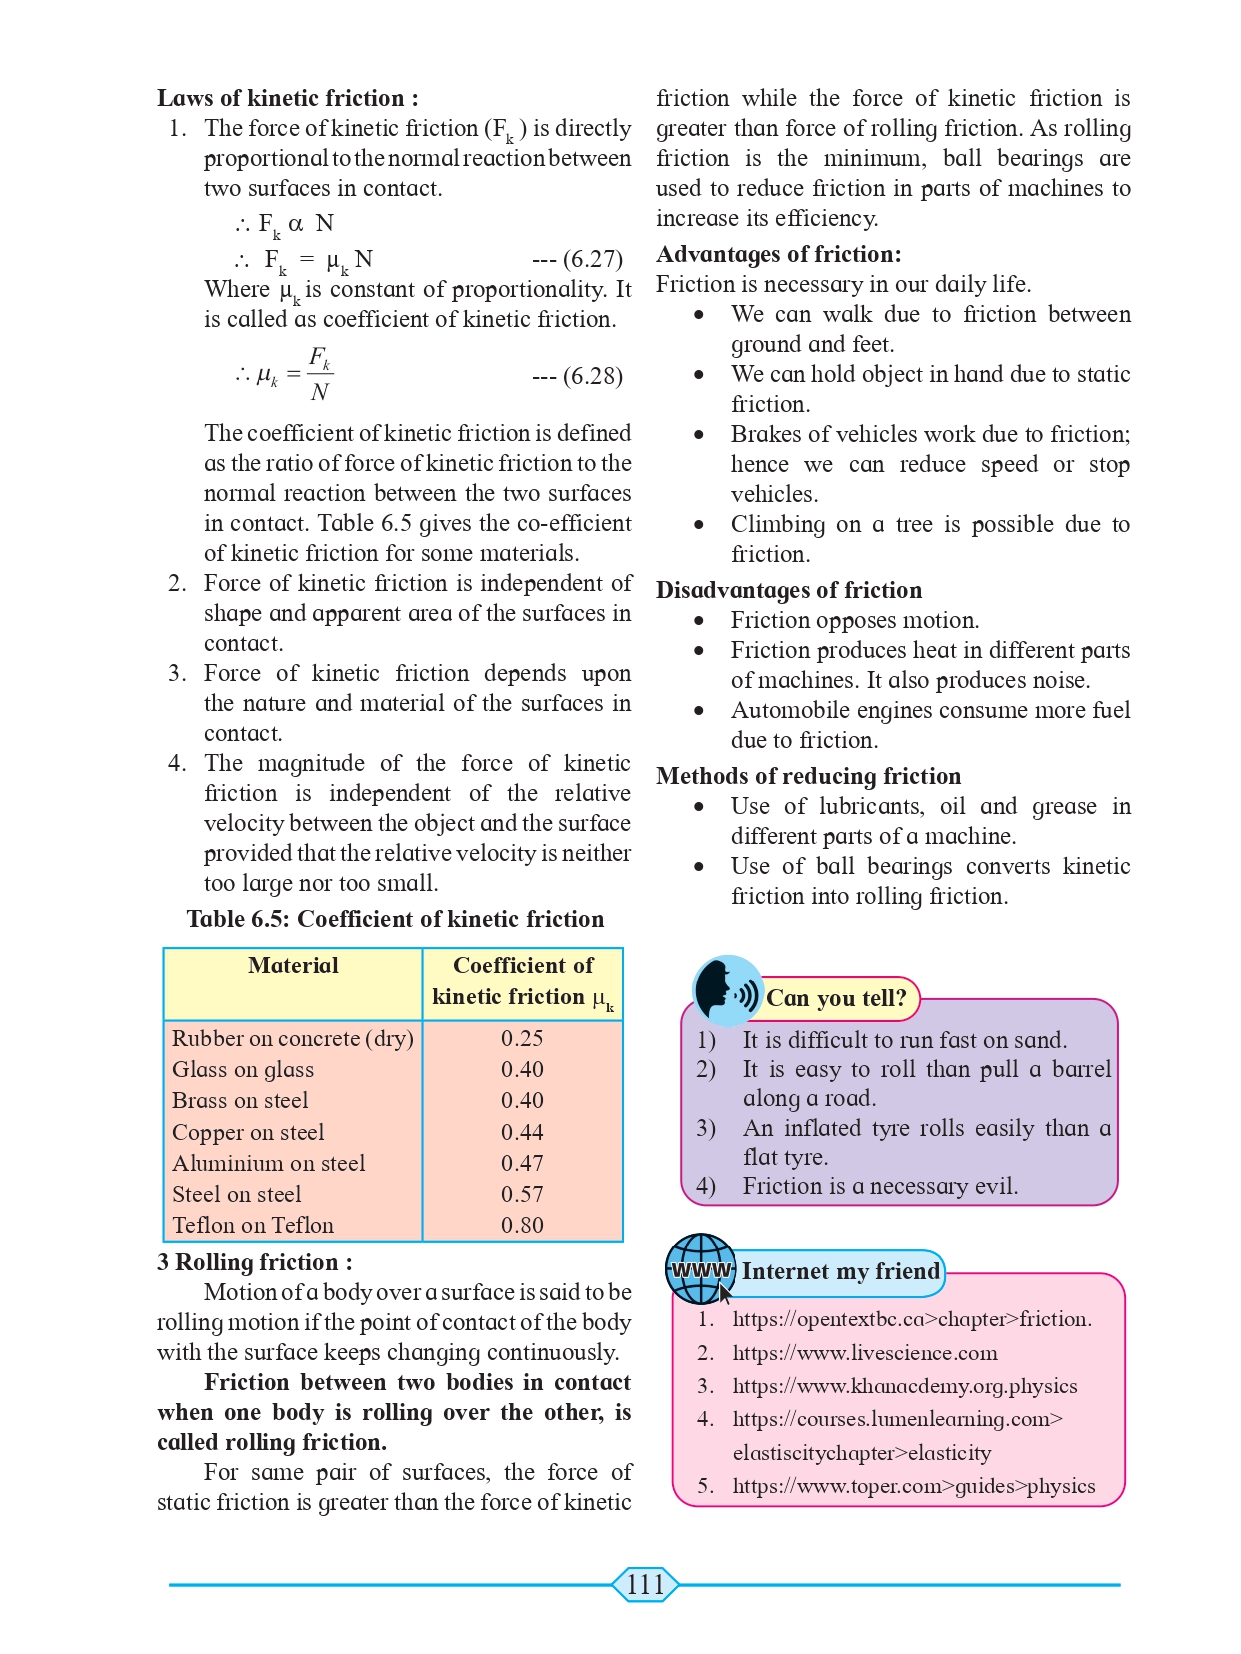 Laws of kinetic friction :
1. The force of kinetic friction (Fk ) is directly
proportional to the normal reaction between
two surfaces in contact.
∴ Fk α N
∴ Fk = μk N --- (6.27)
Where μk is constant of proportionality. It
is called as coefficient of kinetic friction.
∴ μk = Fk/N --- (6.28)
The coefficient of kinetic friction is defined
as the ratio of force of kinetic friction to the
normal reaction between the two surfaces
in contact. Table 6.5 gives the co-efficient
of kinetic friction for some materials.
2. Force of kinetic friction is independent of
shape and apparent area of the surfaces in
contact.
3. Force of kinetic friction depends upon
the nature and material of the surfaces in
contact.
4. The magnitude of the force of kinetic
friction is independent of the relative
velocity between the object and the surface
provided that the relative velocity is neither
too large nor too small.
Table 6.5: Coefficient of kinetic friction
Material Coefficient of
kinetic friction μk
Rubber on concrete (dry) 0.25
Glass on glass 0.40
Brass on steel 0.40
Copper on steel 0.44
Aluminium on steel 0.47
Steel on steel 0.57
Teflon on Teflon 0.80
3 Rolling friction :
Motion of a body over a surface is said to be
rolling motion if the point of contact of the body
with the surface keeps changing continuously.
Friction between two bodies in contact
when one body is rolling over the other, is
called rolling friction.
For same pair of surfaces, the force of
static friction is greater than the force of kinetic
friction while the force of kinetic friction is
greater than force of rolling friction. As rolling
friction is the minimum, ball bearings are
used to reduce friction in parts of machines to
increase its efficiency.
Advantages of friction:
Friction is necessary in our daily life.
• We can walk due to friction between
ground and feet.
• We can hold object in hand due to static
friction.
• Brakes of vehicles work due to friction;
hence we can reduce speed or stop
vehicles.
• Climbing on a tree is possible due to
friction.
Disadvantages of friction
• Friction opposes motion.
• Friction produces heat in different parts
of machines. It also produces noise.
• Automobile engines consume more fuel
due to friction.
Methods of reducing friction
• Use of lubricants, oil and grease in
different parts of a machine.
• Use of ball bearings converts kinetic
friction into rolling friction.
Can you tell?
1) It is difficult to run fast on sand.
2) It is easy to roll than pull a barrel
along a road.
3) An inflated tyre rolls easily than a
flat tyre.
4) Friction is a necessary evil.
www Internet my friend
1. https://opentextbc.ca>chapter>friction.
2. https://www.livescience.com
3. https://www.khanacdemy.org.physics
4. https://courses.lumenlearning.com>
elastiscitychapter>elasticity
5. https://www.toper.com>guides>physics
111